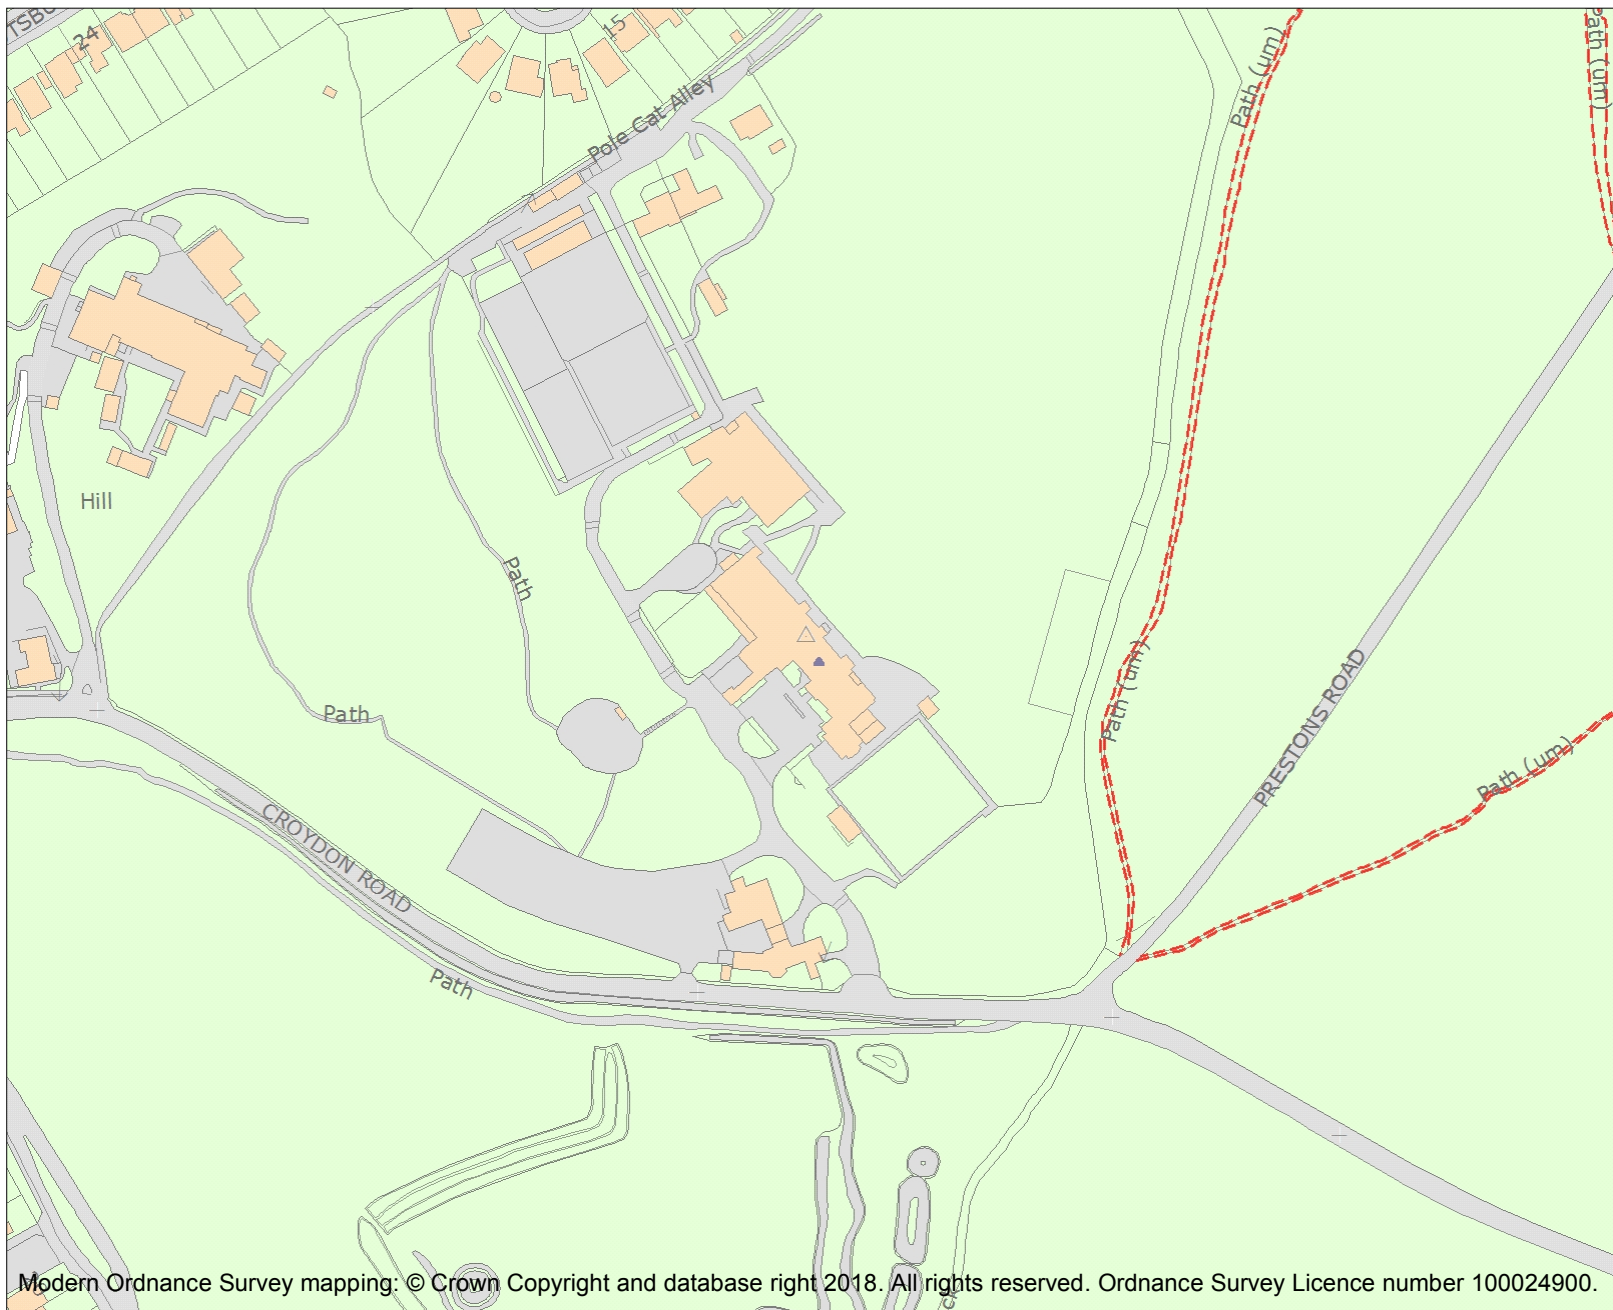 24
15
Path (um)
Path (um)
Pole Cat Alley
Hill
Path
Path (um)
PRESTONS ROAD
Path
Path (um)
CROYDON ROAD
Path
Modern Ordnance Survey mapping: © Crown Copyright and database right 2018. All rights reserved. Ordnance Survey Licence number 100024900.